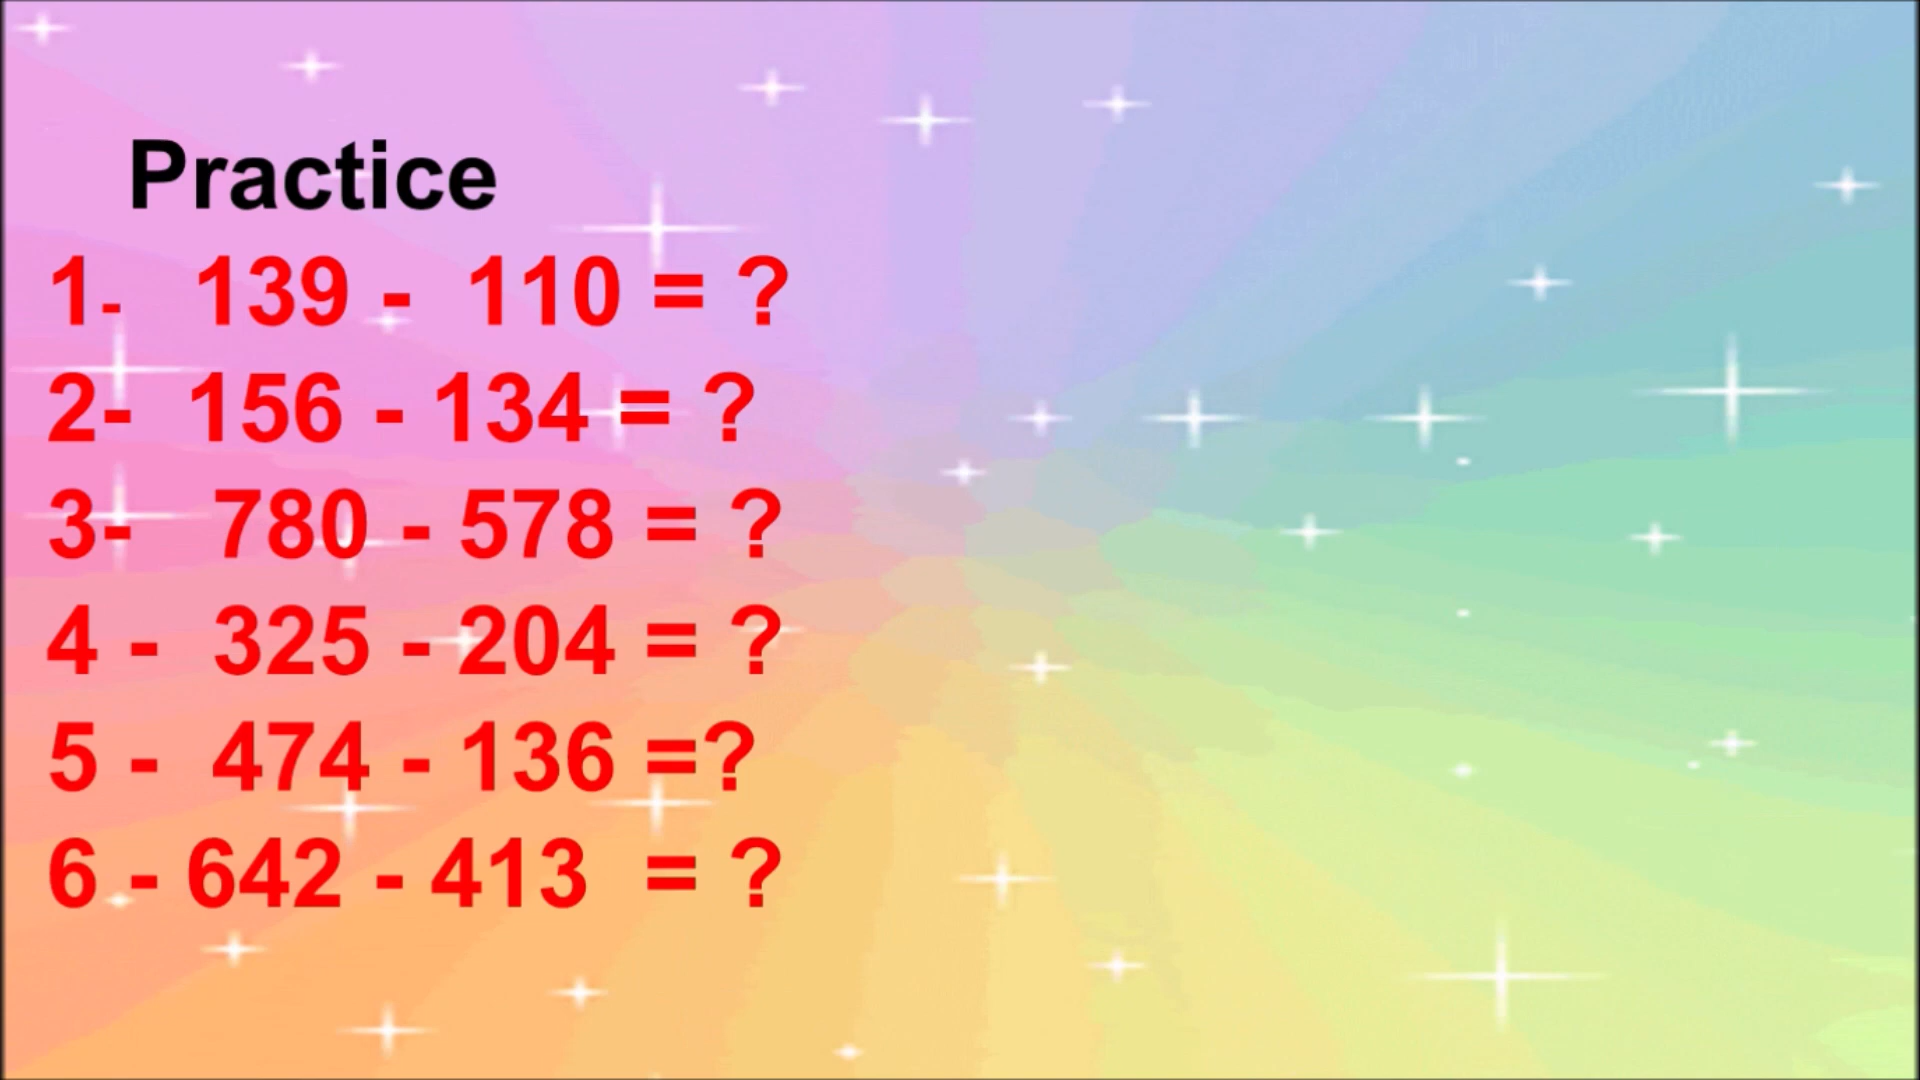 Practice
1- 139 - 110 = ?
2- 156 - 134 = ?
3- 780 - 578 = ?
4 - 325 - 204 = ?
5 - 474 - 136 =?
6 - 642 - 413 = ?